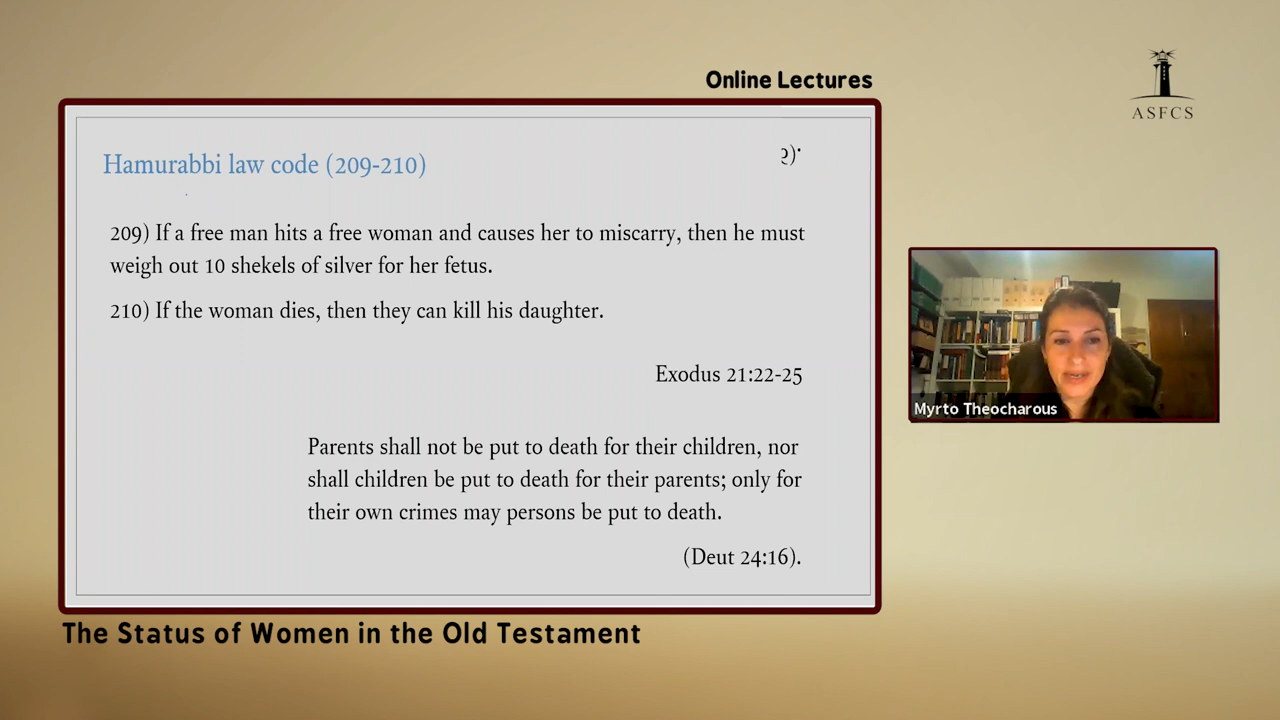 Online Lectures
ASFCS
Hamurabbi law code (209-210)
209) If a free man hits a free woman and causes her to miscarry, then he must
weigh out 10 shekels of silver for her fetus.
210) If the woman dies, then they can kill his daughter.
Exodus 21:22-25
Parents shall not be put to death for their children, nor
shall children be put to death for their parents; only for
their own crimes may persons be put to death.
(Deut 24:16).
Myrto Theocharous
The Status of Women in the Old Testament